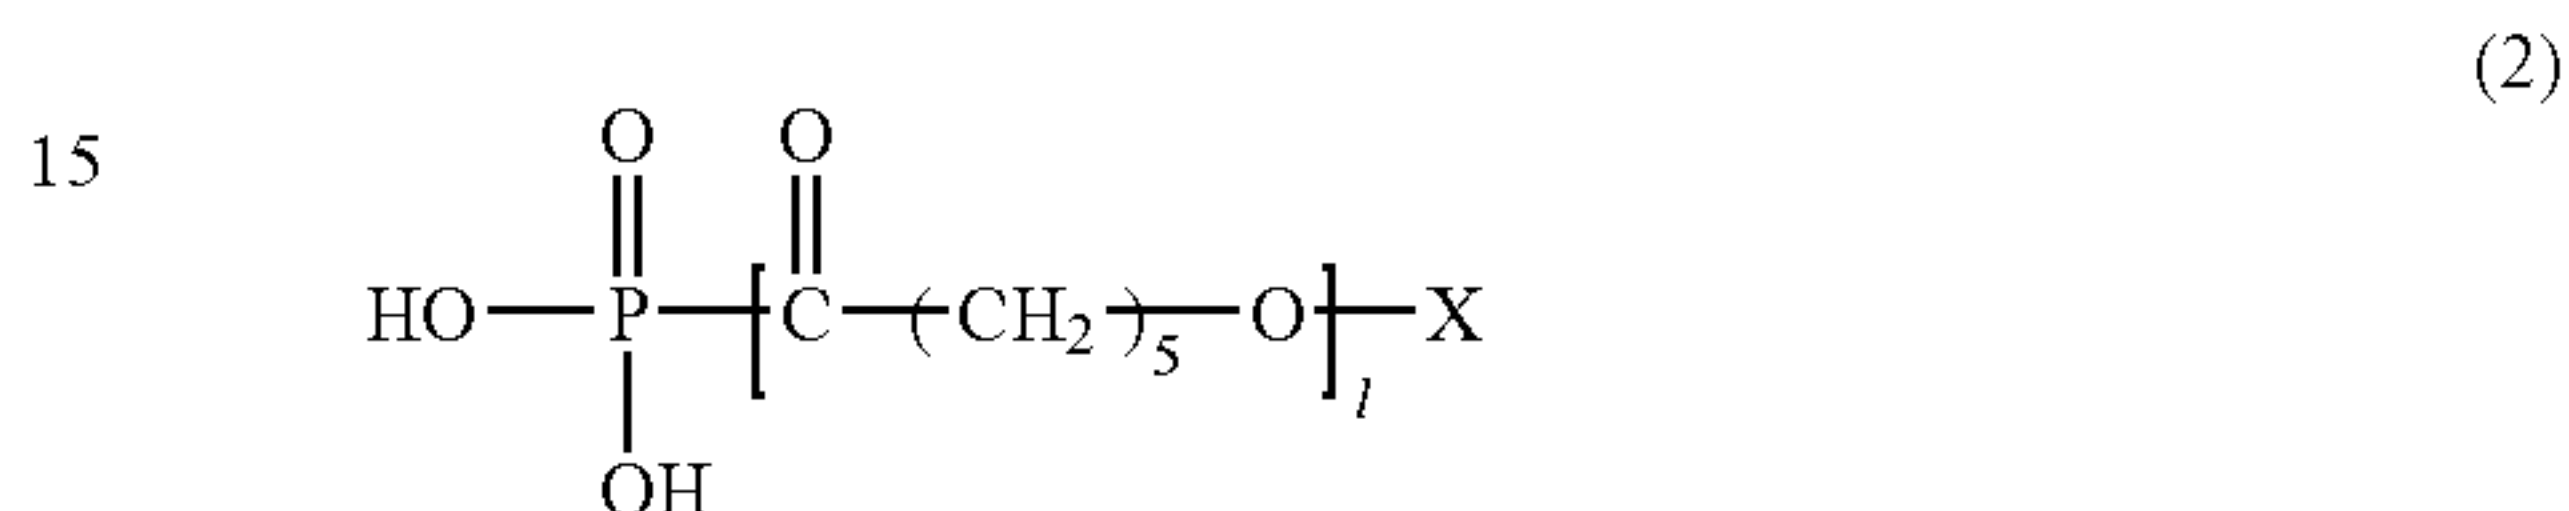 (2)
15
O O
HO—P—[C—(CH2)5—O]l—X
OH